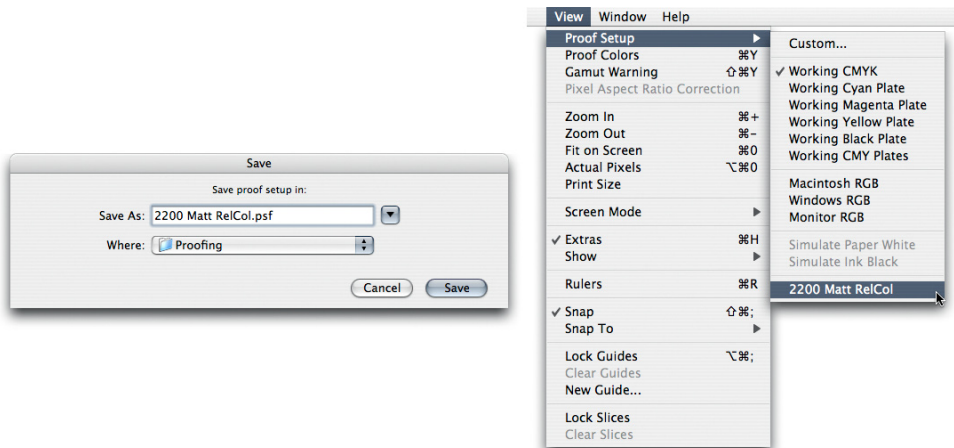 Save
Save proof setup in:
Save As: 2200 Matt RelCol.psf
Where: Proofing
Cancel Save
View Window Help
Proof Setup
Proof Colors ⌘Y
Gamut Warning ⇧⌘Y
Pixel Aspect Ratio Correction
Zoom In ⌘+
Zoom Out ⌘-
Fit on Screen ⌘0
Actual Pixels ⌥⌘0
Print Size
Screen Mode
Extras ⌘H
Show
Rulers ⌘R
Snap ⇧⌘;
Snap To
Lock Guides ⌥⌘;
Clear Guides
New Guide...
Lock Slices
Clear Slices
Custom...
Working CMYK
Working Cyan Plate
Working Magenta Plate
Working Yellow Plate
Working Black Plate
Working CMY Plates
Macintosh RGB
Windows RGB
Monitor RGB
Simulate Paper White
Simulate Ink Black
2200 Matt RelCol